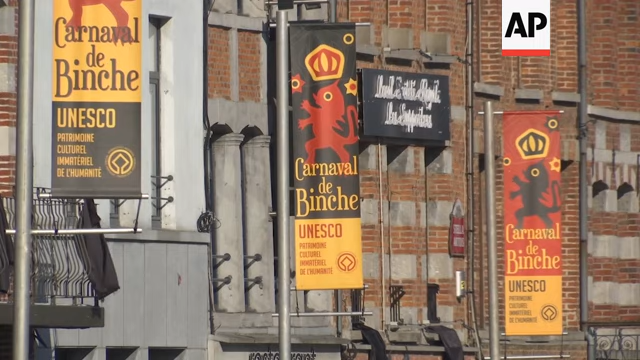 Carnaval
de
Binche
UNESCO
PATRIMOINE
CULTUREL
IMMATÉRIEL
DE L'HUMANITÉ
Carnaval
de
Binche
UNESCO
PATRIMOINE
CULTUREL
IMMATÉRIEL
DE L'HUMANITÉ
Carnaval
de
Binche
UNESCO
PATRIMOINE
CULTUREL
IMMATÉRIEL
DE L'HUMANITÉ
AP